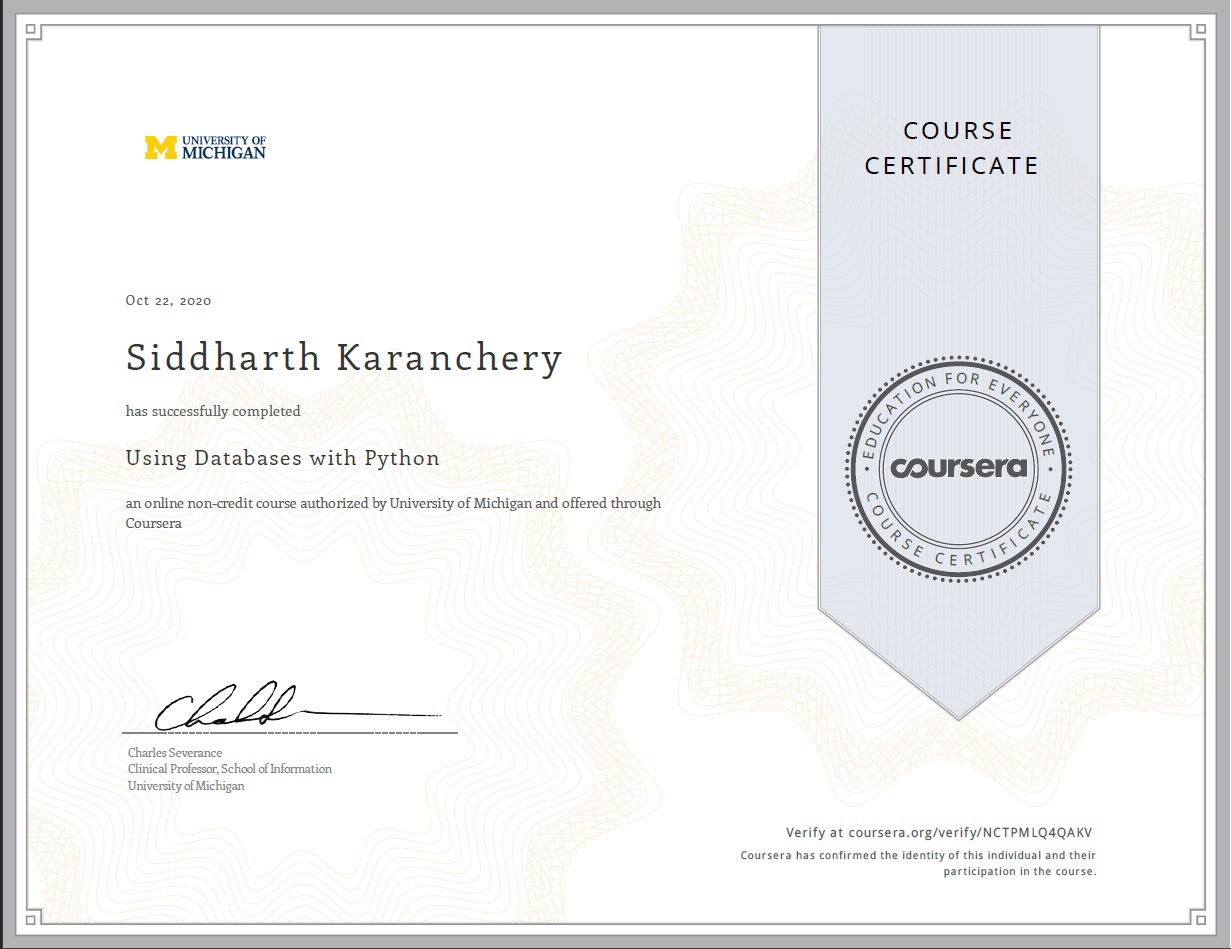 UNIVERSITY OF
MICHIGAN
COURSE
CERTIFICATE
Oct 22, 2020
Siddharth Karanchery
has successfully completed
Using Databases with Python
an online non-credit course authorized by University of Michigan and offered through
Coursera
EDUCATION FOR EVERYONE
coursera
COURSE CERTIFICATE
Charles Severance
Clinical Professor, School of Information
University of Michigan
Verify at coursera.org/verify/NCTPMLQ4QAKV
Coursera has confirmed the identity of this individual and their
participation in the course.